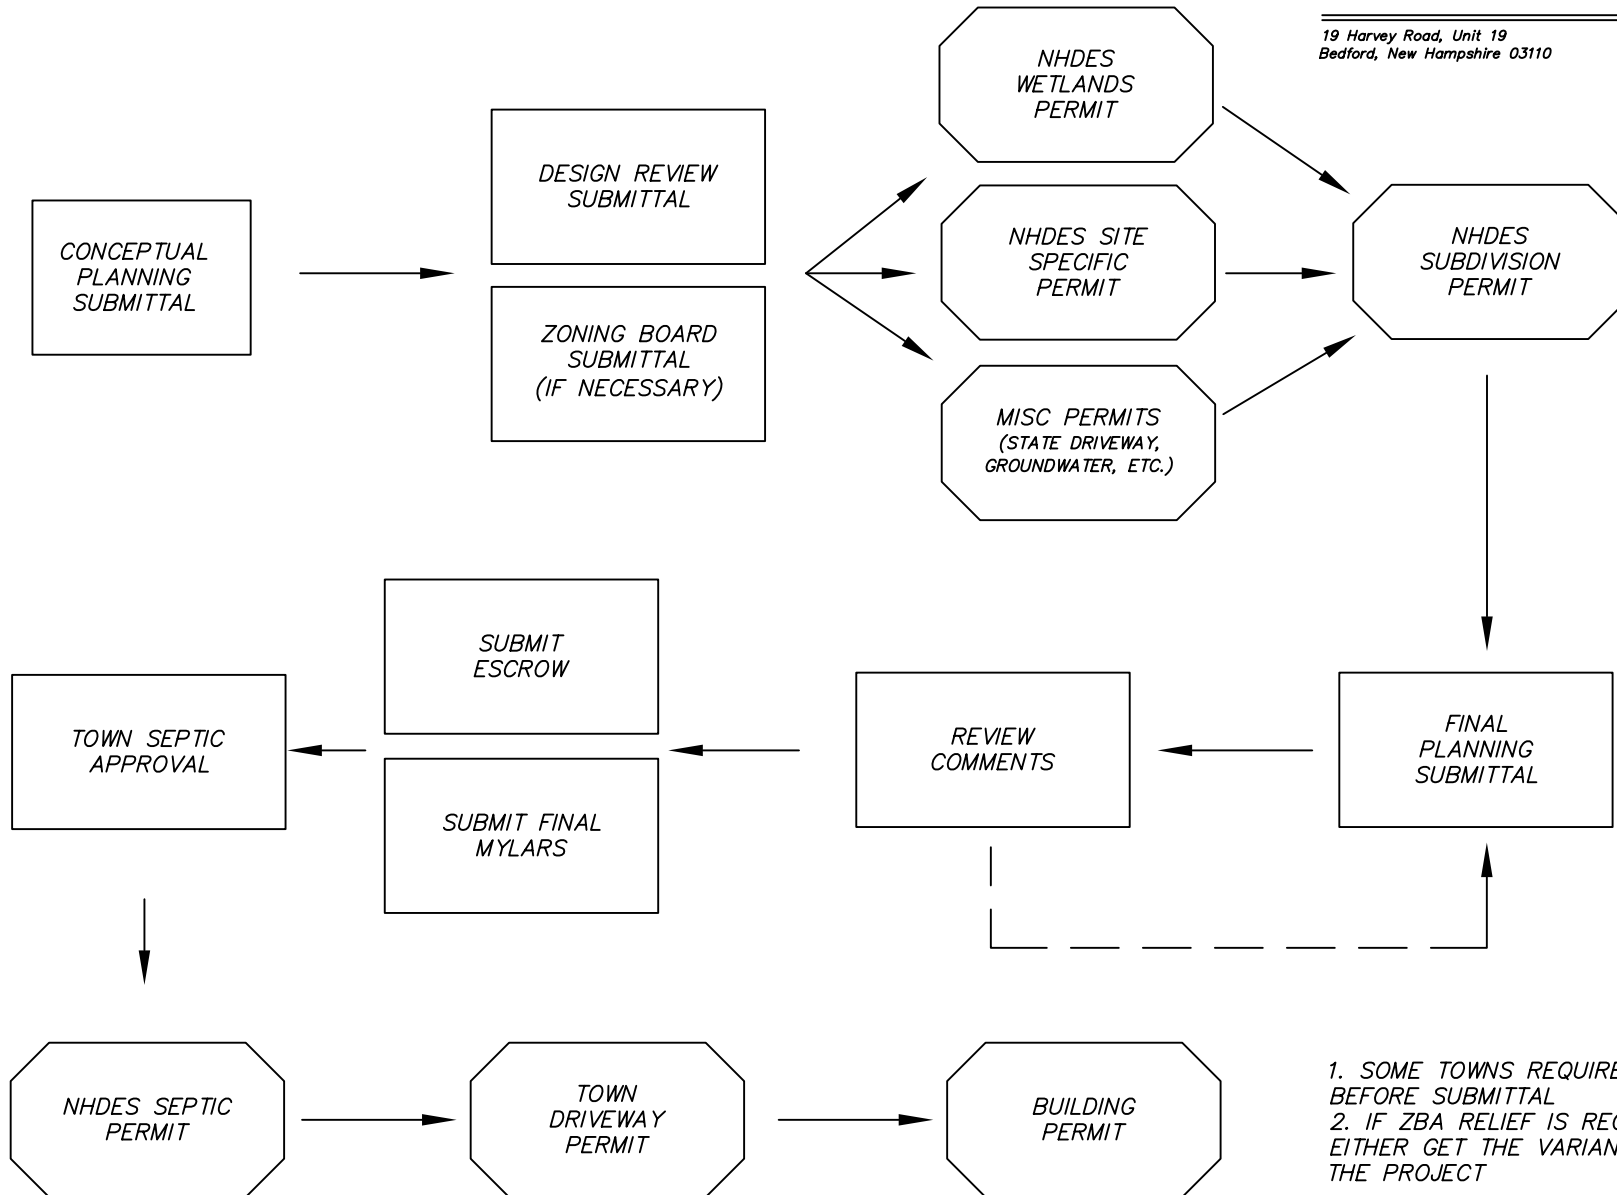 19 Harvey Road, Unit 19
Bedford, New Hampshire 03110
CONCEPTUAL
PLANNING
SUBMITTAL
DESIGN REVIEW
SUBMITTAL
ZONING BOARD
SUBMITTAL
(IF NECESSARY)
NHDES
WETLANDS
PERMIT
NHDES SITE
SPECIFIC
PERMIT
MISC PERMITS
(STATE DRIVEWAY,
GROUNDWATER, ETC.)
NHDES
SUBDIVISION
PERMIT
FINAL
PLANNING
SUBMITTAL
REVIEW
COMMENTS
SUBMIT
ESCROW
SUBMIT FINAL
MYLARS
TOWN SEPTIC
APPROVAL
NHDES SEPTIC
PERMIT
TOWN
DRIVEWAY
PERMIT
BUILDING
PERMIT
1. SOME TOWNS REQUIRE
BEFORE SUBMITTAL
2. IF ZBA RELIEF IS
EITHER GET THE
THE PROJECT